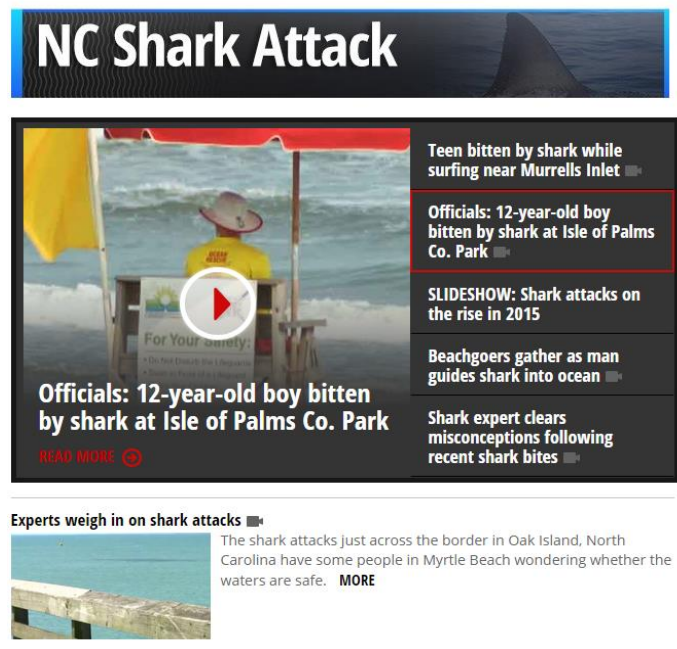 NC Shark Attack
OCEAN
RESCUE
For Your Safety:
Officials: 12-year-old boy bitten
by shark at Isle of Palms Co. Park
READ MORE
Teen bitten by shark while
surfing near Murrells Inlet
Officials: 12-year-old boy
bitten by shark at Isle of Palms
Co. Park
SLIDESHOW: Shark attacks on
the rise in 2015
Beachgoers gather as man
guides shark into ocean
Shark expert clears
misconceptions following
recent shark bites
Experts weigh in on shark attacks
The shark attacks just across the border in Oak Island, North
Carolina have some people in Myrtle Beach wondering whether the
waters are safe. MORE